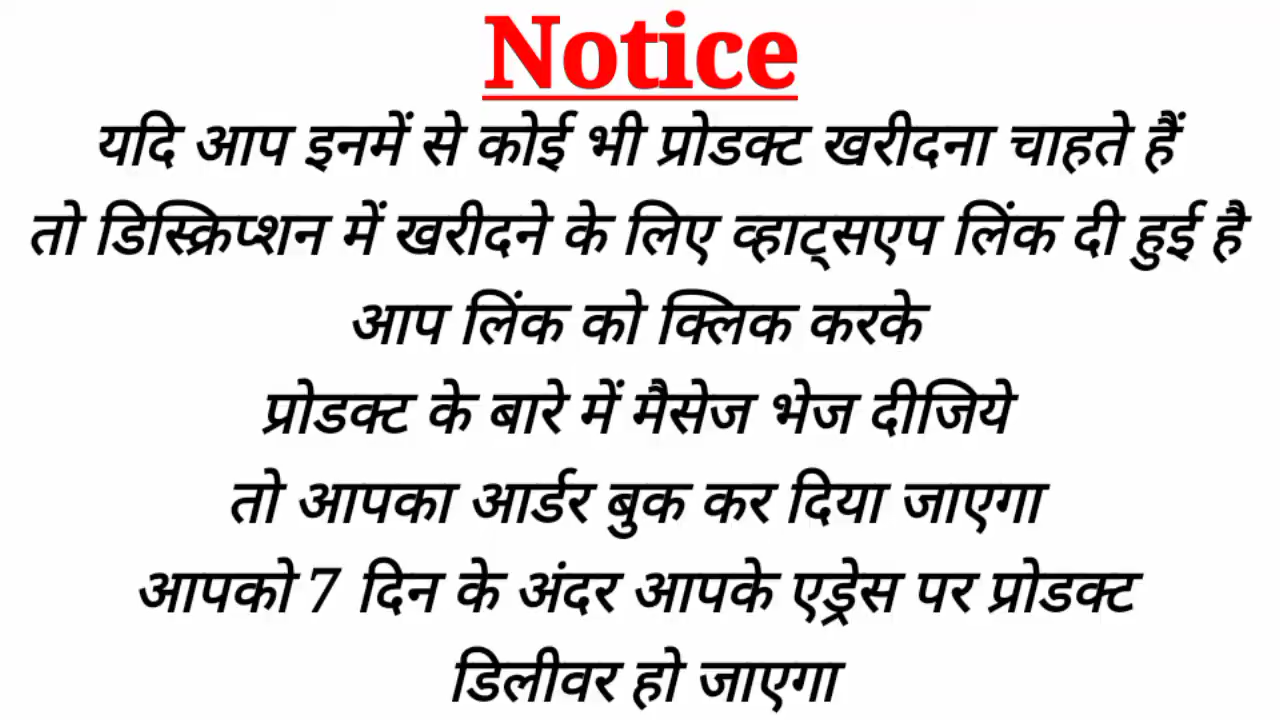 Notice
यदि आप इनमें से कोई भी प्रोडक्ट खरीदना चाहते हैं
तो डिस्क्रिप्शन में खरीदने के लिए व्हाट्सएप लिंक दी हुई है
आप लिंक को क्लिक करके
प्रोडक्ट के बारे में मैसेज भेज दीजिये
तो आपका आर्डर बुक कर दिया जाएगा
आपको 7 दिन के अंदर आपके एड्रेस पर प्रोडक्ट
डिलीवर हो जाएगा